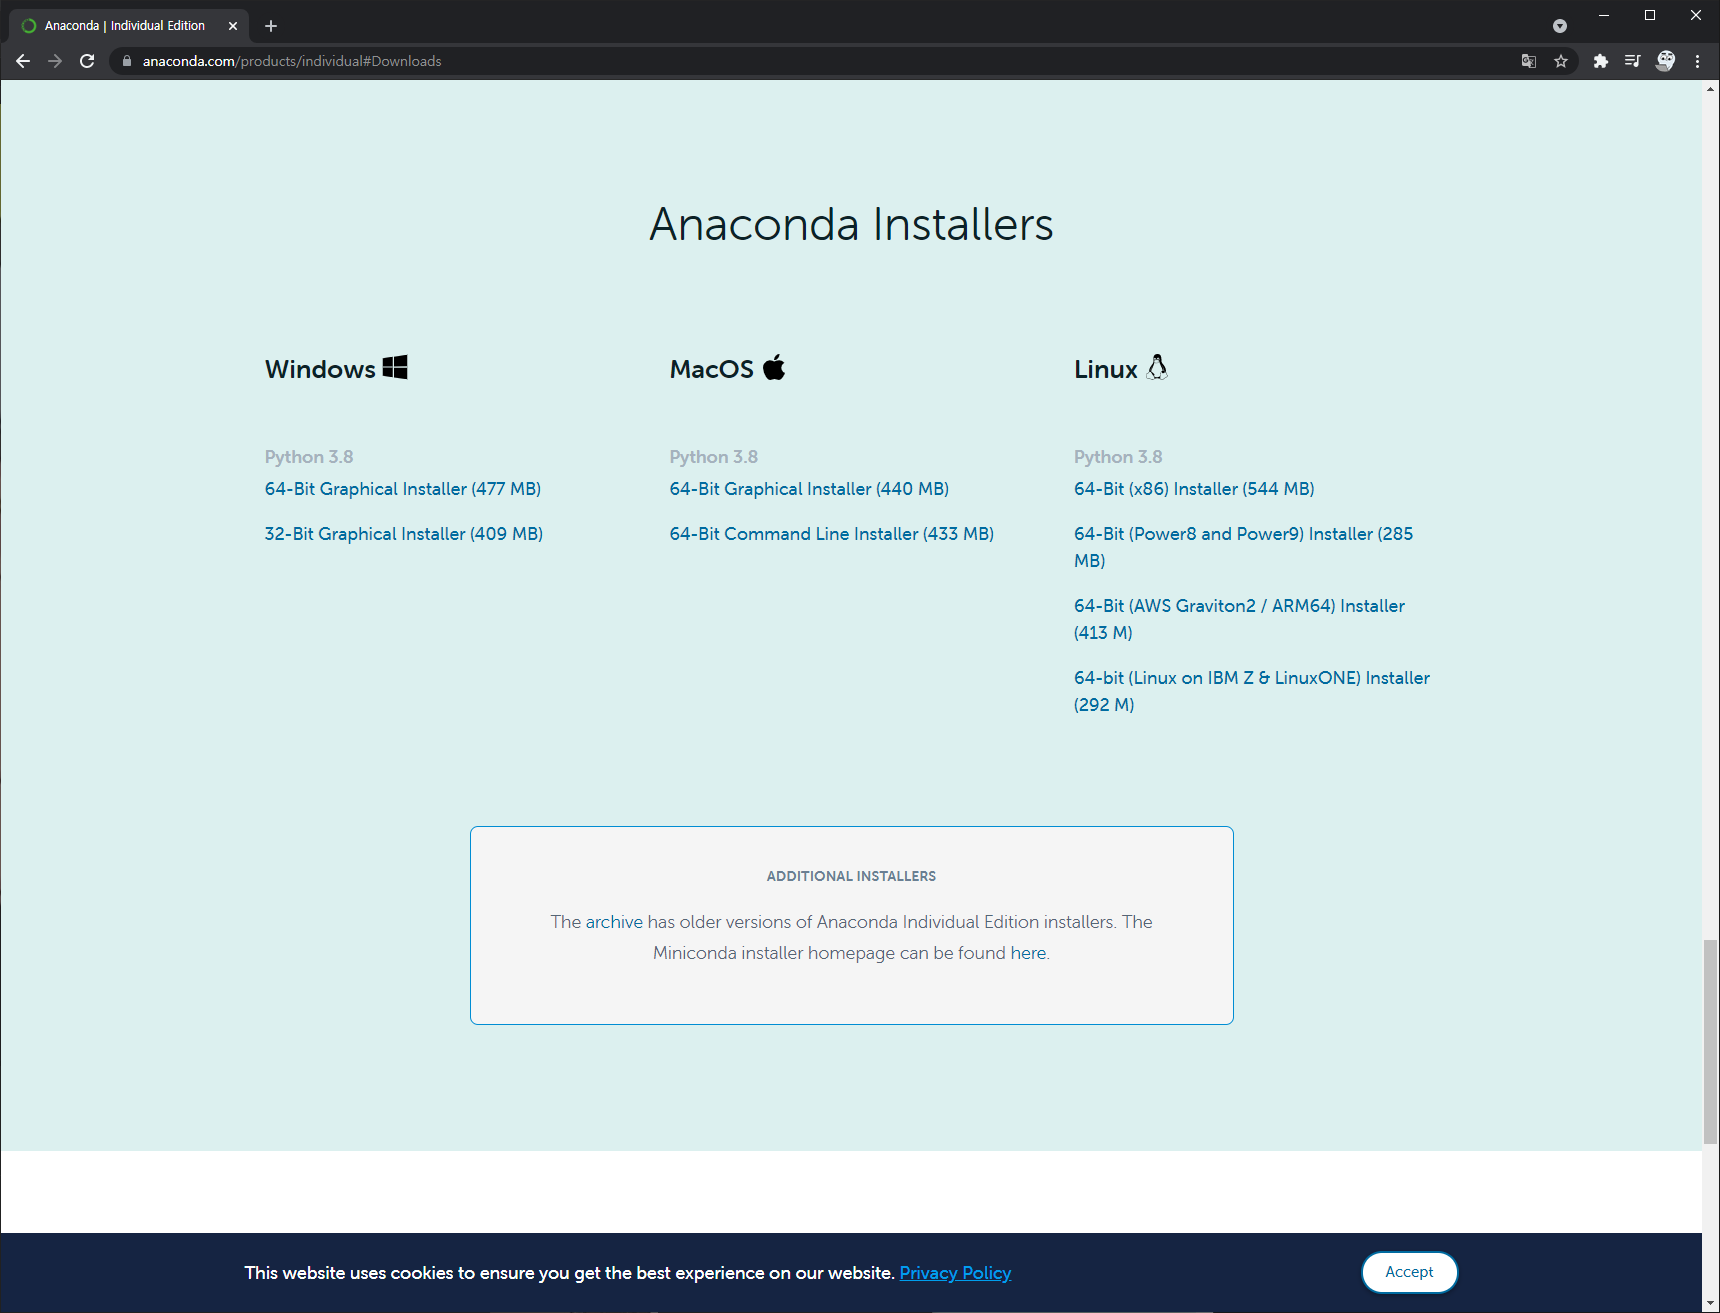 Anaconda | Individual Edition
anaconda.com/products/individual#Downloads
Anaconda Installers
Windows
Python 3.8
64-Bit Graphical Installer (477 MB)
32-Bit Graphical Installer (409 MB)
MacOS
Python 3.8
64-Bit Graphical Installer (440 MB)
64-Bit Command Line Installer (433 MB)
Linux
Python 3.8
64-Bit (x86) Installer (544 MB)
64-Bit (Power8 and Power9) Installer (285
MB)
64-Bit (AWS Graviton2 / ARM64) Installer
(413 M)
64-bit (Linux on IBM Z & LinuxONE) Installer
(292 M)
ADDITIONAL INSTALLERS
The archive has older versions of Anaconda Individual Edition installers. The
Miniconda installer homepage can be found here.
This website uses cookies to ensure you get the best experience on our website. Privacy Policy
Accept